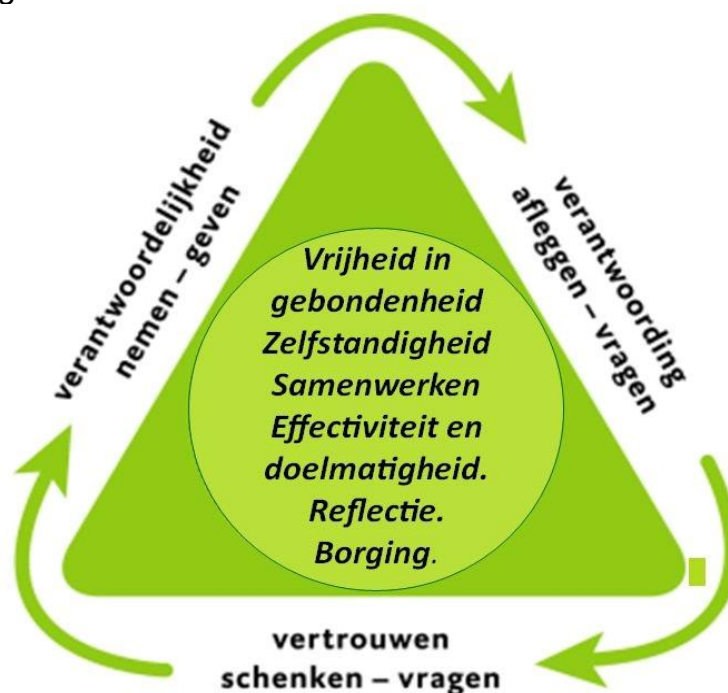 verantwoordelijkheid
nemen – geven
verantwoording
afleggen – vragen
Vrijheid in
gebondenheid
Zelfstandigheid
Samenwerken
Effectiviteit en
doelmatigheid.
Reflectie.
Borging.
vertrouwen
schenken – vragen